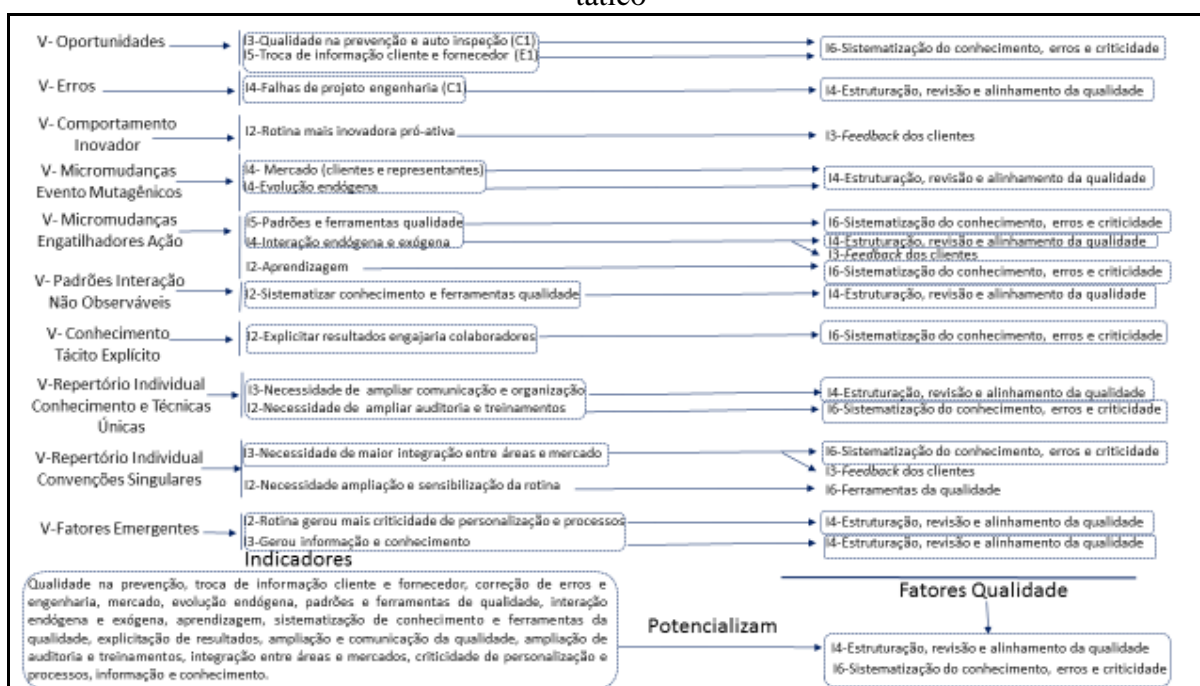 tático
V- Oportunidades
I3-Qualidade na prevenção e auto inspeção (C1)
I5-Troca de informação cliente e fornecedor (E1)
I6-Sistematização do conhecimento, erros e criticidade
V- Erros
I4-Falhas de projeto engenharia (C1)
I4-Estruturação, revisão e alinhamento da qualidade
V- Comportamento
Inovador
I2-Rotina mais inovadora pró-ativa
I3-Feedback dos clientes
V- Micromudanças
Evento Mutagênicos
I4- Mercado (clientes e representantes)
I4-Evolução endógena
I4-Estruturação, revisão e alinhamento da qualidade
V- Micromudanças
Engatilhadores Ação
I5-Padrões e ferramentas qualidade
I6-Sistematização do conhecimento, erros e criticidade
I4-Interação endógena e exógena
I4-Estruturação, revisão e alinhamento da qualidade
I3-Feedback dos clientes
V- Padrões Interação
Não Observáveis
I2-Aprendizagem
I6-Sistematização do conhecimento, erros e criticidade
I2-Sistematizar conhecimento e ferramentas qualidade
I4-Estruturação, revisão e alinhamento da qualidade
V- Conhecimento
Tácito Explícito
I2-Explicitar resultados engajaria colaboradores
I6-Sistematização do conhecimento, erros e criticidade
V-Repertório Individual
Conhecimento e Técnicas
Únicas
I3-Necessidade de ampliar comunicação e organização
I4-Estruturação, revisão e alinhamento da qualidade
I2-Necessidade de ampliar auditoria e treinamentos
I6-Sistematização do conhecimento, erros e criticidade
V-Repertório Individual
Convenções Singulares
I3-Necessidade de maior integração entre áreas e mercado
I6-Sistematização do conhecimento, erros e criticidade
I3-Feedback dos clientes
I2-Necessidade ampliação e sensibilização da rotina
I6-Ferramentas da qualidade
V-Fatores Emergentes
I2-Rotina gerou mais criticidade de personalização e processos
I4-Estruturação, revisão e alinhamento da qualidade
I3-Gerou informação e conhecimento
I4-Estruturação, revisão e alinhamento da qualidade
Indicadores
Qualidade na prevenção, troca de informação cliente e fornecedor, correção de erros e
engenharia, mercado, evolução endógena, padrões e ferramentas de qualidade, interação
endógena e exógena, aprendizagem, sistematização de conhecimento e ferramentas da
qualidade, explicitação de resultados, ampliação e comunicação da qualidade, ampliação de
auditoria e treinamentos, integração entre áreas e mercados, criticidade de personalização e
processos, informação e conhecimento.
Potencializam
Fatores Qualidade
I4-Estruturação, revisão e alinhamento da qualidade
I6-Sistematização do conhecimento, erros e criticidade